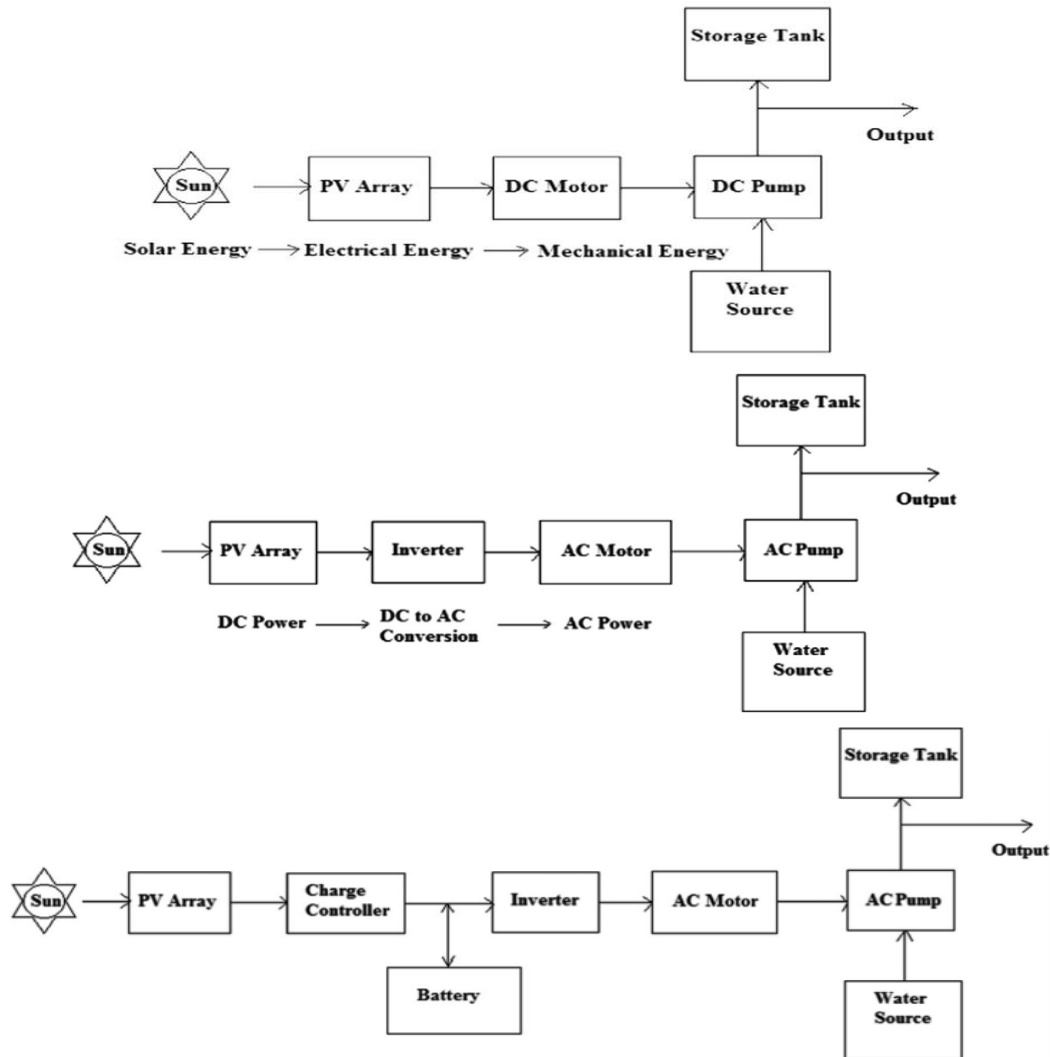 Storage Tank
Output
Sun
PV Array
DC Motor
DC Pump
Solar Energy
Electrical Energy
Mechanical Energy
Water
Source
Storage Tank
Output
Sun
PV Array
Inverter
AC Motor
AC Pump
DC Power
DC to AC
Conversion
AC Power
Water
Source
Storage Tank
Output
Sun
PV Array
Charge
Controller
Inverter
AC Motor
AC Pump
Battery
Water
Source